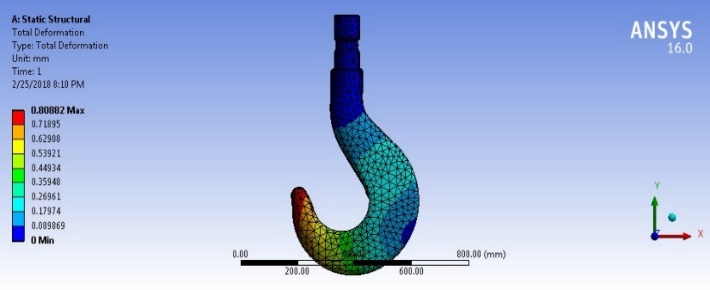 A: Static Structural
Total Deformation
Type: Total Deformation
Unit: mm
Time: 1
2/25/2018 8:10 PM
0.80882 Max
0.71895
0.62908
0.53921
0.44934
0.35948
0.26961
0.17974
0.089869
0 Min
ANSYS
16.0
Y
X
0.00
800.00 (mm)
200.00
600.00